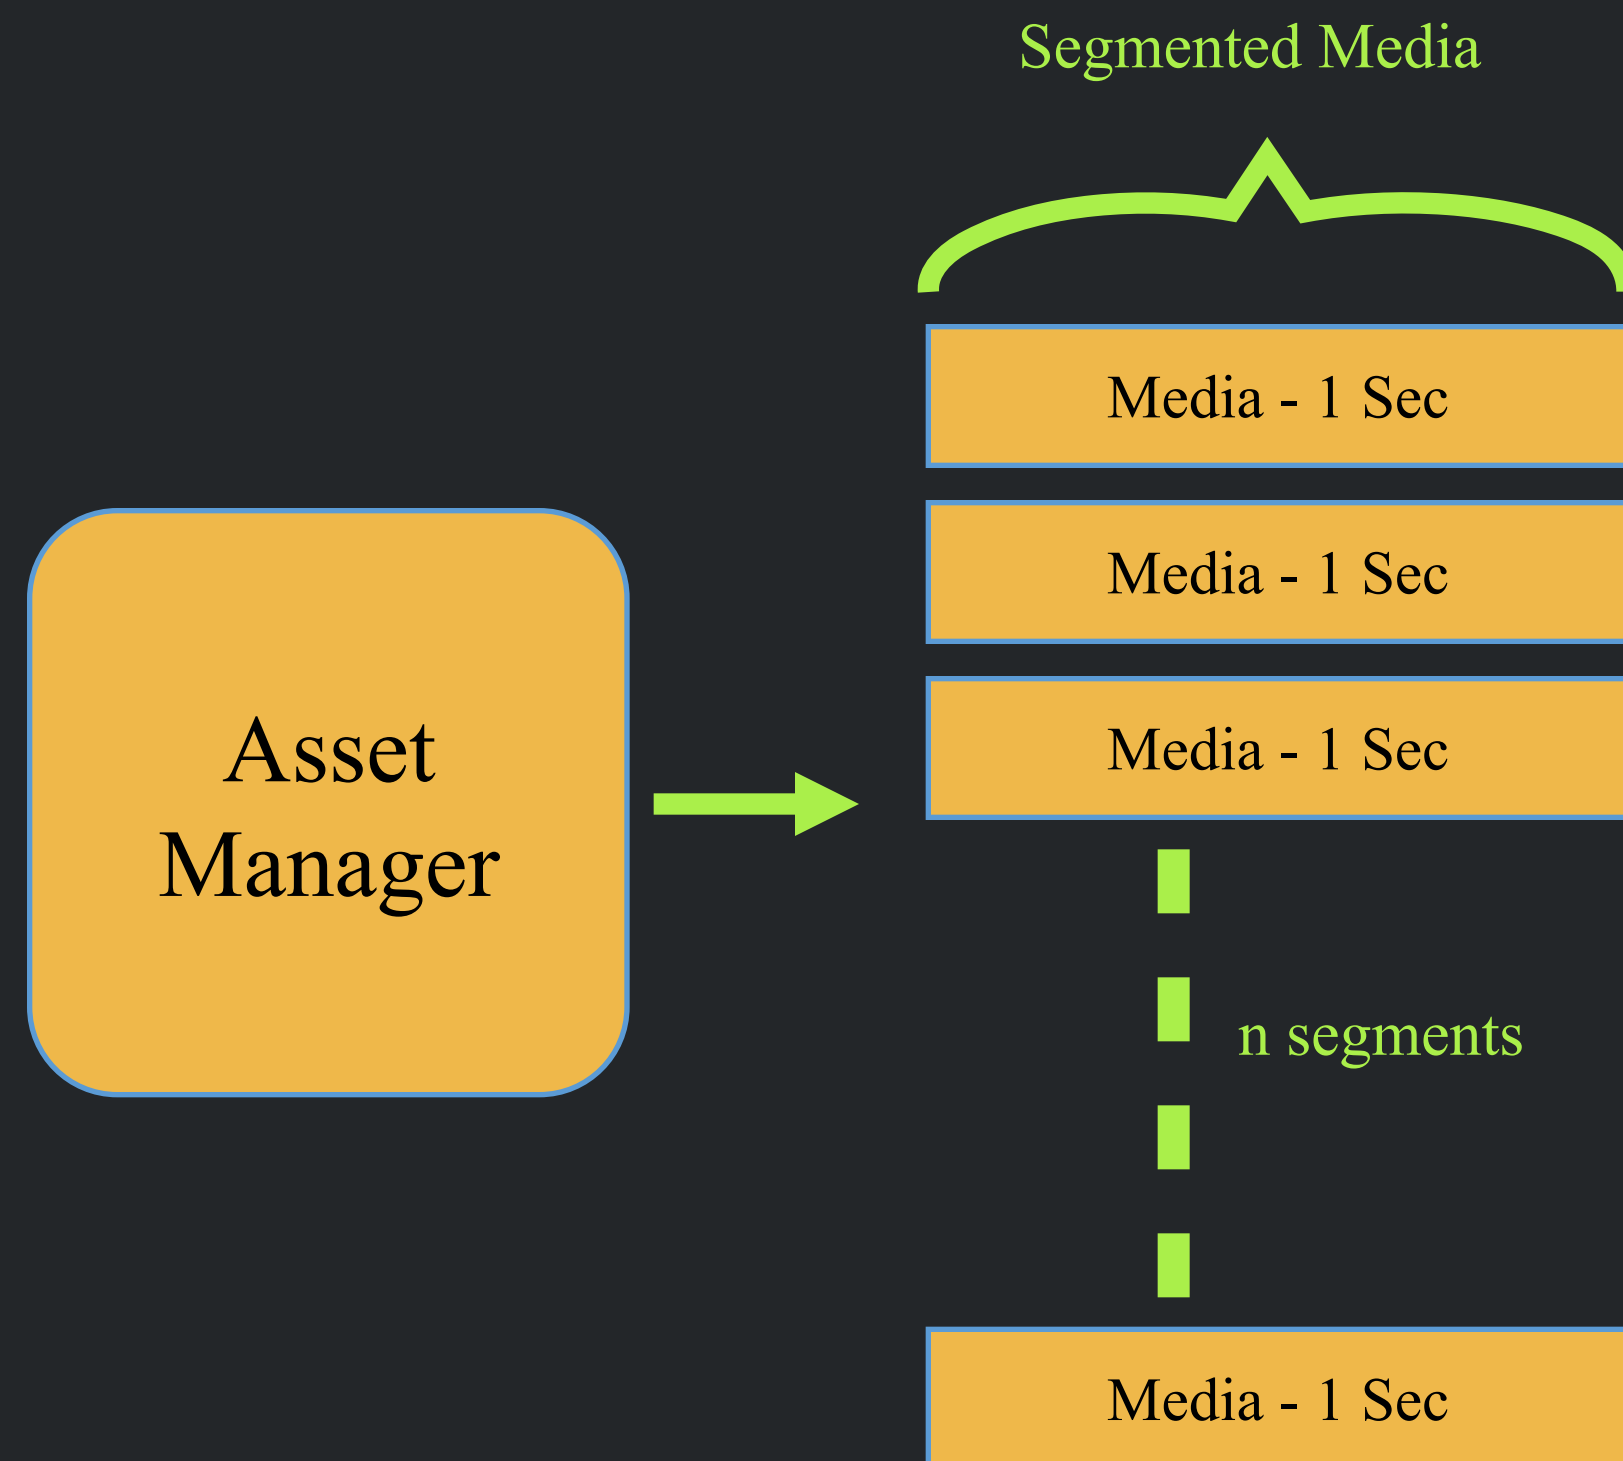 Segmented Media
Media - 1 Sec
Media - 1 Sec
Media - 1 Sec
Asset
Manager
n segments
Media - 1 Sec